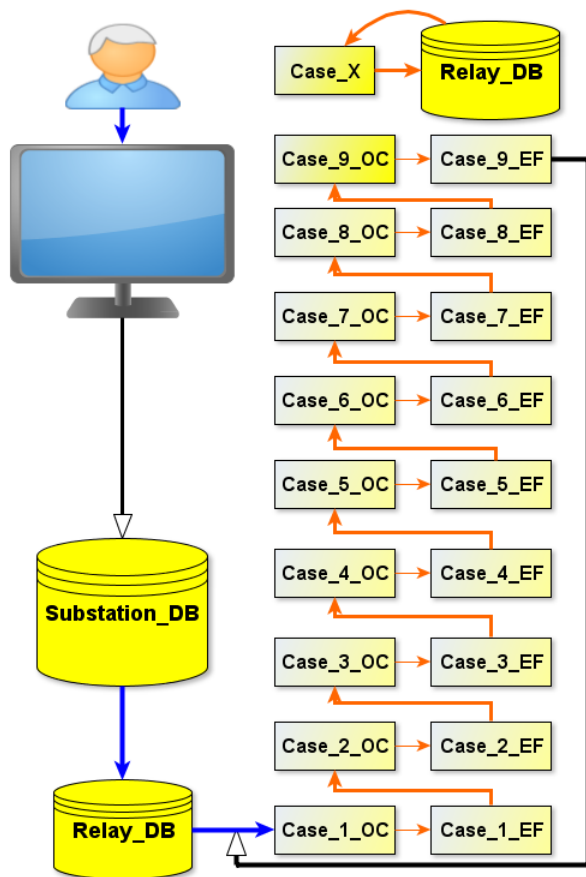 Case_X
Relay_DB
Case_9_OC
Case_9_EF
Case_8_OC
Case_8_EF
Case_7_OC
Case_7_EF
Case_6_OC
Case_6_EF
Case_5_OC
Case_5_EF
Case_4_OC
Case_4_EF
Substation_DB
Case_3_OC
Case_3_EF
Case_2_OC
Case_2_EF
Relay_DB
Case_1_OC
Case_1_EF